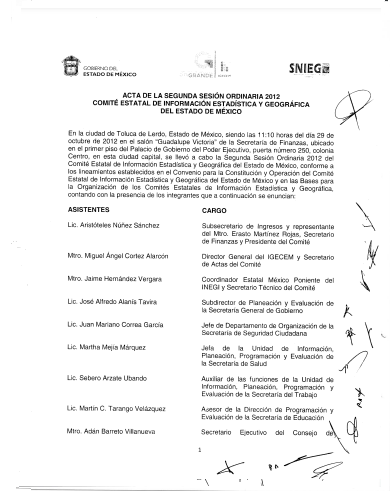 GOBIERNO DEL
ESTADO DE MÉXICO
GRANDE
SNIEG
ACTA DE LA SEGUNDA SESIÓN ORDINARIA 2012
COMITÉ ESTATAL DE INFORMACIÓN ESTADÍSTICA Y GEOGRÁFICA
DEL ESTADO DE MÉXICO
En la ciudad de Toluca de Lerdo, Estado de México, siendo las 11:10 horas del día 29 de
octubre de 2012 en el salón "Guadalupe Victoria" de la Secretaría de Finanzas, ubicado
en el primer piso del Palacio de Gobierno del Poder Ejecutivo, puerta número 250, colonia
Centro, en esta ciudad capital, se llevó a cabo la Segunda Sesión Ordinaria 2012 del
Comité Estatal de Información Estadística y Geográfica del Estado de México, conforme a
los lineamientos establecidos en el Convenio para la Constitución y Operación del Comité
Estatal de Información Estadística y Geográfica del Estado de México y en las Bases para
la Organización de los Comités Estatales de Información Estadística y Geográfica,
contando con la presencia de los integrantes que a continuación se enuncian:
ASISTENTES CARGO
Lic. Aristóteles Núñez Sánchez Subsecretario de Ingresos y representante
del Mtro. Erasto Martínez Rojas, Secretario
de Finanzas y Presidente del Comité
Mtro. Miguel Ángel Cortez Alarcón Director General del IGECEM y Secretario
de Actas del Comité
Mtro. Jaime Hernández Vergara Coordinador Estatal México Poniente del
INEGI y Secretario Técnico del Comité
Lic. José Alfredo Alanís Tavira Subdirector de Planeación y Evaluación de
la Secretaría General de Gobierno
Lic. Juan Mariano Correa García Jefe de Departamento de Organización de la
Secretaría de Seguridad Ciudadana
Lic. Martha Mejía Márquez Jefa de la Unidad de Información,
Planeación, Programación y Evaluación de
la Secretaría de Salud
Lic. Sebero Arzate Ubando Auxiliar de las funciones de la Unidad de
Información, Planeación, Programación y
Evaluación de la Secretaría del Trabajo
Lic. Martin C. Tarango Velázquez Asesor de la Dirección de Programación y
Evaluación de la Secretaría de Educación
Mtro. Adán Barreto Villanueva Secretario Ejecutivo del Consejo de
1